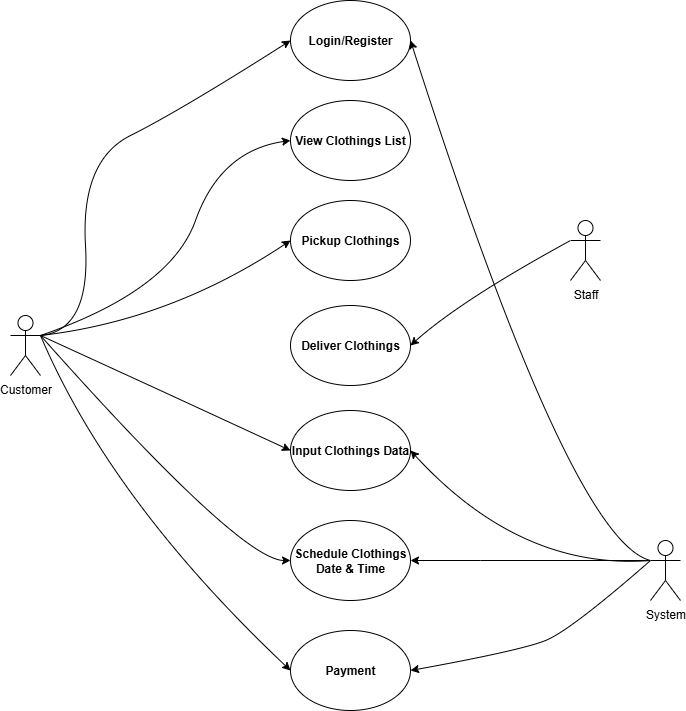 Login/Register
View Clothings List
Pickup Clothings
Staff
Deliver Clothings
Customer
Input Clothings Data
Schedule Clothings
Date & Time
System
Payment